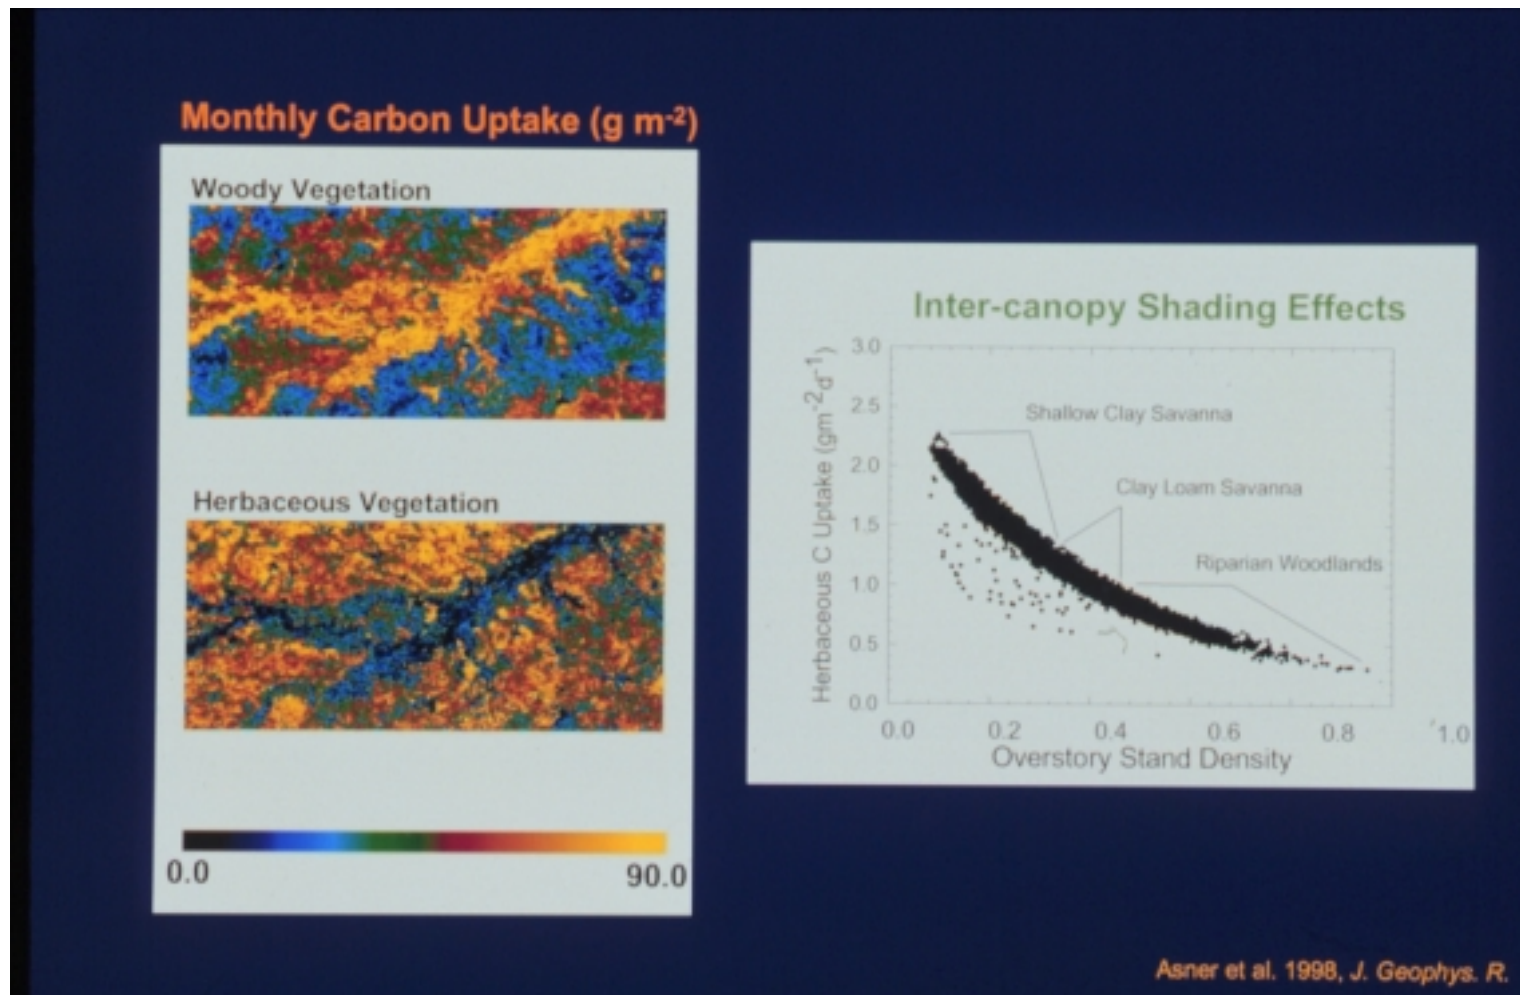 Monthly Carbon Uptake (g m-2)
Woody Vegetation
Herbaceous Vegetation
0.0
90.0
Inter-canopy Shading Effects
Herbaceous C Uptake (gm-2d-1)
3.0
2.5
2.0
1.5
1.0
0.5
0.0
Shallow Clay Savanna
Clay Loam Savanna
Riparian Woodlands
0.0 0.2 0.4 0.6 0.8 1.0
Overstory Stand Density
Asner et al. 1998, J. Geophys. R.